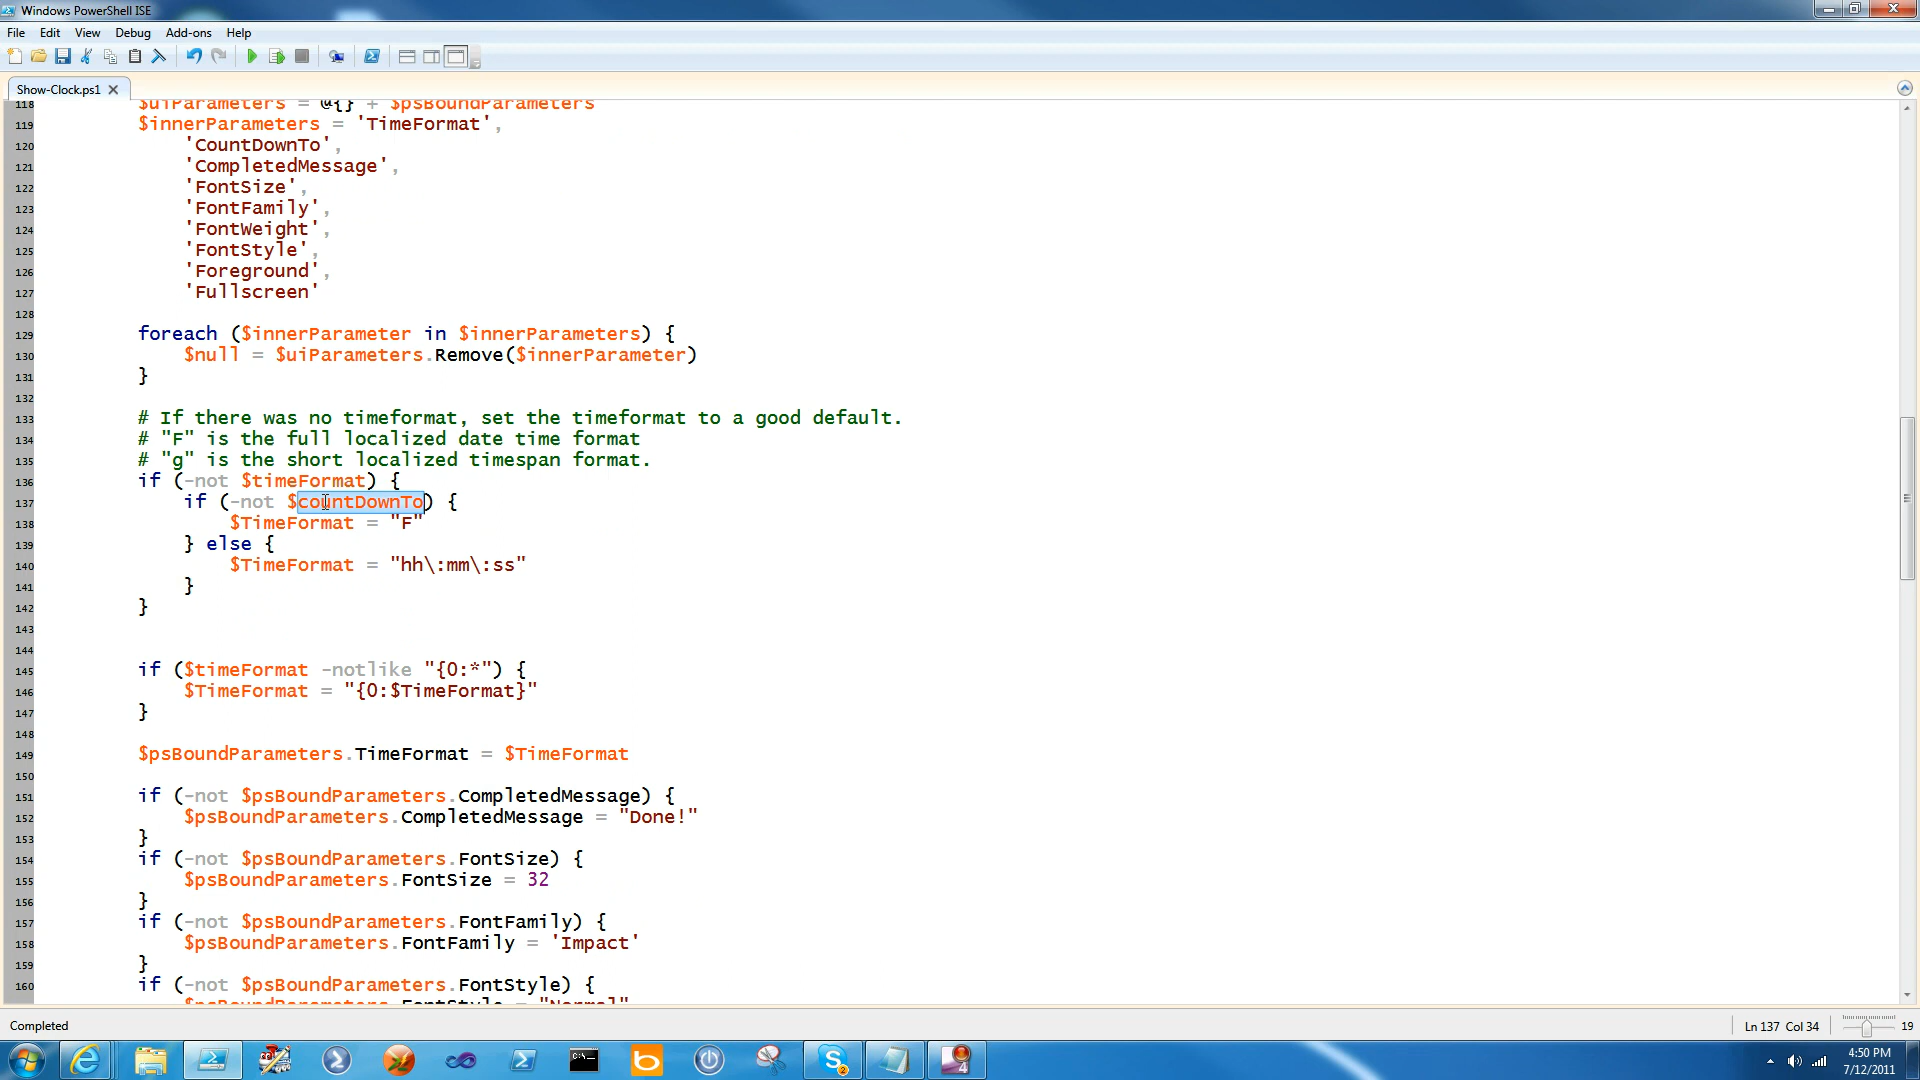 Windows PowerShell ISE
File Edit View Debug Add-ons Help
Show-Clock.ps1
118 $uiParameters = @{} + $psBoundParameters
119 $innerParameters = 'TimeFormat',
120 'CountDownTo',
121 'CompletedMessage',
122 'FontSize',
123 'FontFamily',
124 'FontWeight',
125 'FontStyle',
126 'Foreground',
127 'Fullscreen'
128
129 foreach ($innerParameter in $innerParameters) {
130 $null = $uiParameters.Remove($innerParameter)
131 }
132
133 # If there was no timeformat, set the timeformat to a good default.
134 # "F" is the full localized date time format
135 # "g" is the short localized timespan format.
136 if (-not $timeFormat) {
137 if (-not $countDownTo) {
138 $TimeFormat = "F"
139 } else {
140 $TimeFormat = "hh\:mm\:ss"
141 }
142 }
143
144
145 if ($timeFormat -notlike "{0:*") {
146 $TimeFormat = "{0:$TimeFormat}"
147 }
148
149 $psBoundParameters.TimeFormat = $TimeFormat
150
151 if (-not $psBoundParameters.CompletedMessage) {
152 $psBoundParameters.CompletedMessage = "Done!"
153 }
154 if (-not $psBoundParameters.FontSize) {
155 $psBoundParameters.FontSize = 32
156 }
157 if (-not $psBoundParameters.FontFamily) {
158 $psBoundParameters.FontFamily = 'Impact'
159 }
160 if (-not $psBoundParameters.FontStyle) {
$psBoundParameters.FontStyle = "Normal"
Completed
Ln 137 Col 34
19
4:50 PM
7/12/2011